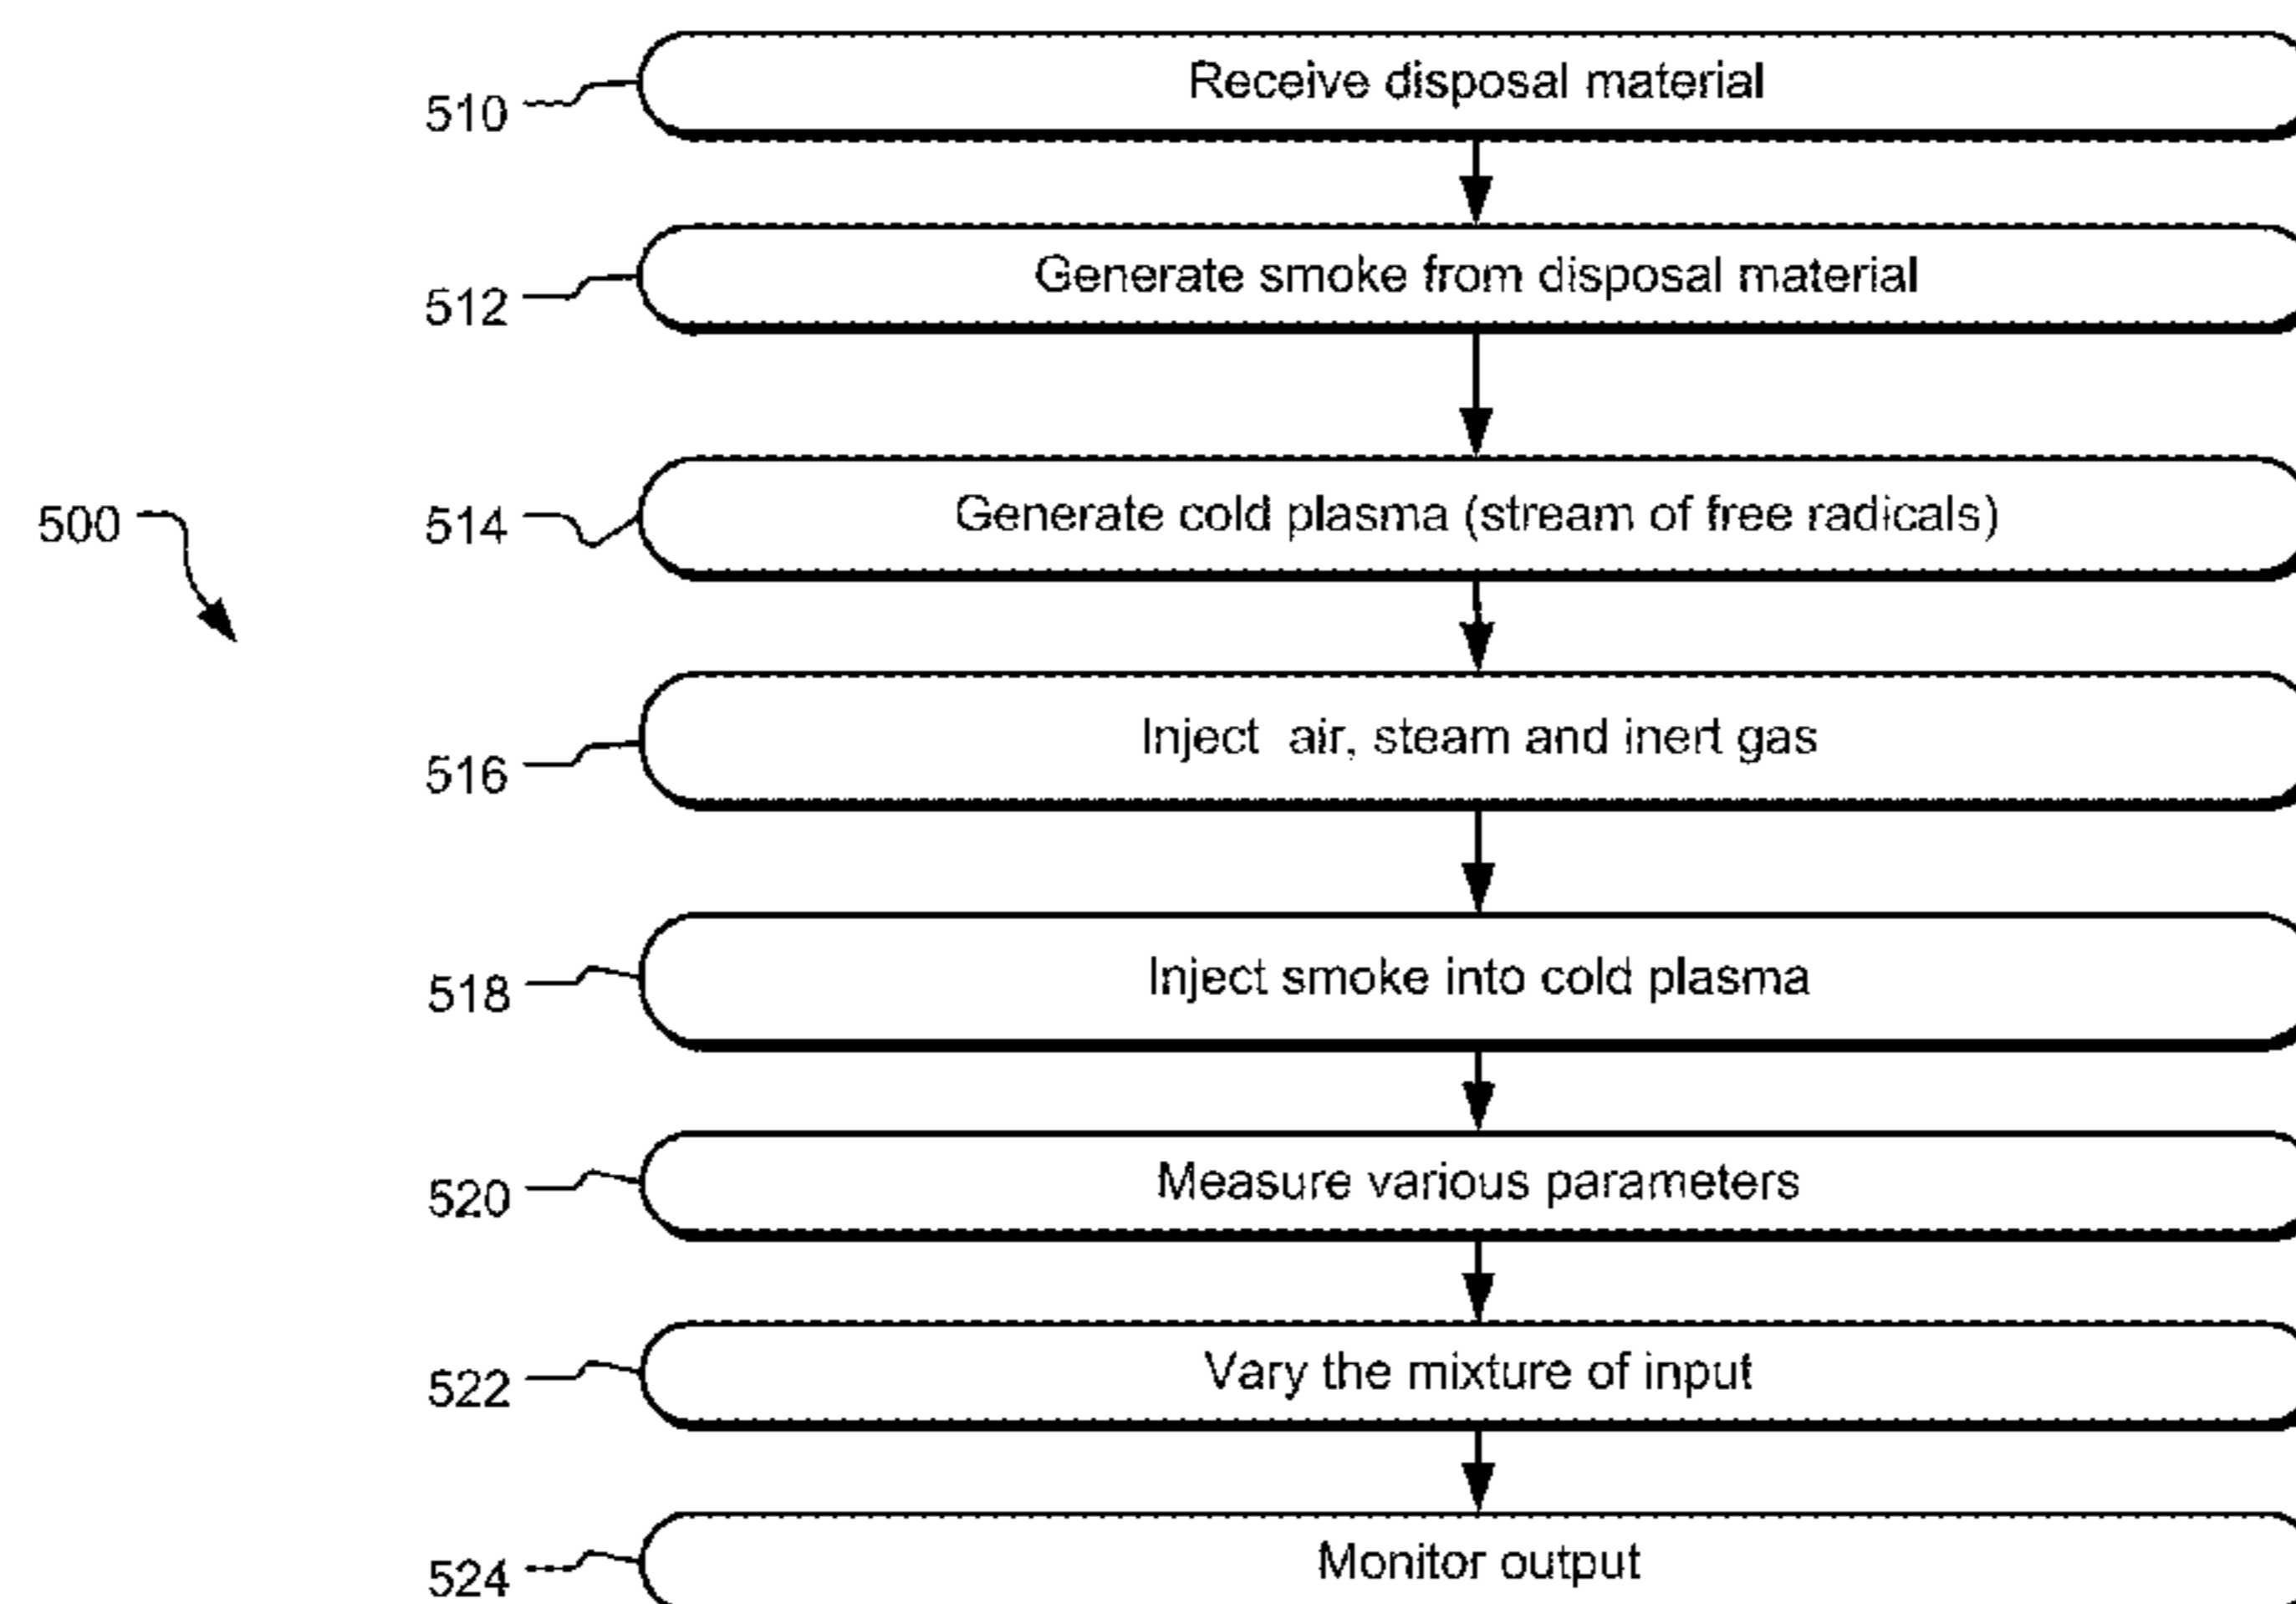 Receive disposal material
510
Generate smoke from disposal material
512
500
514
Generate cold plasma (stream of free radicals)
Inject air, steam and inert gas
516
Inject smoke into cold plasma
518
Measure various parameters
520
Vary the mixture of input
522
Monitor output
524